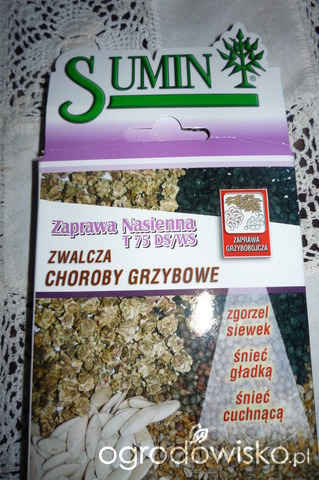 SUMIN
®
Zaprawa Nasienna
T 75 DS/WS
ZWALCZA
CHOROBY GRZYBOWE
ZAPRAWA
GRZYBOBÓJCZA
zgorzel
siewek
śnieć
gładką
śnieć
cuchnącą
ogrodowisko.pl